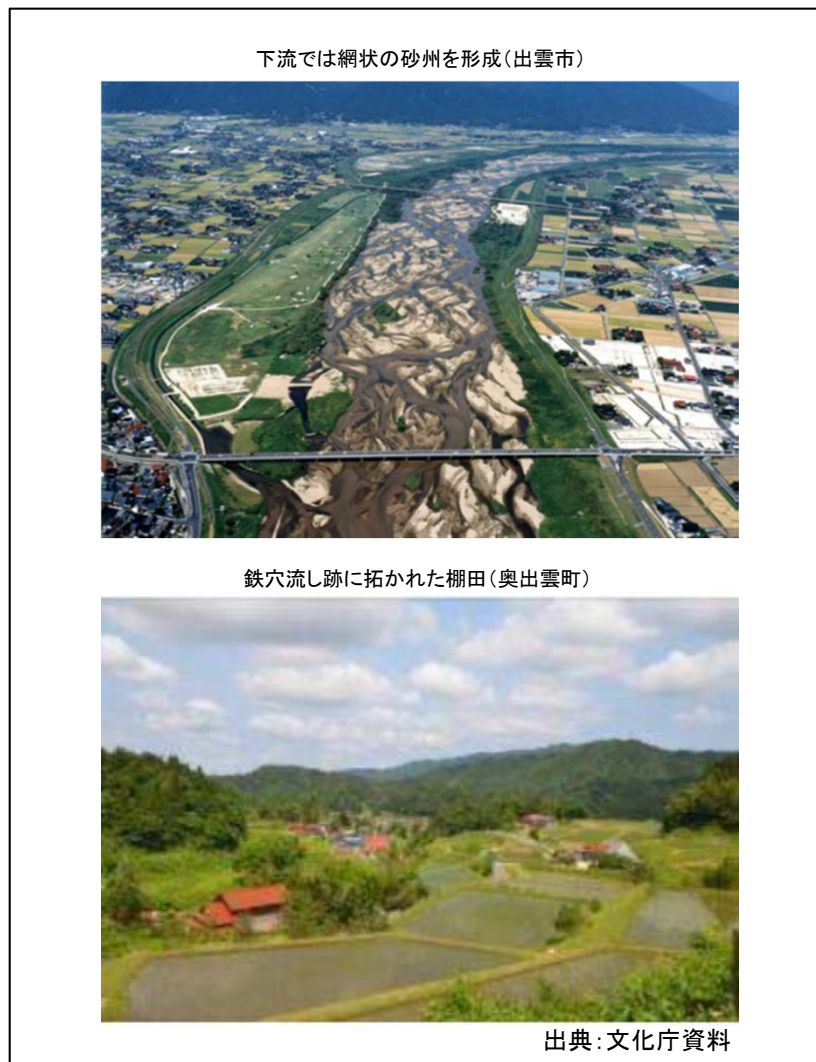 下流では網状の砂州を形成(出雲市)
鉄穴流し跡に拓かれた棚田(奥出雲町)
出典:文化庁資料